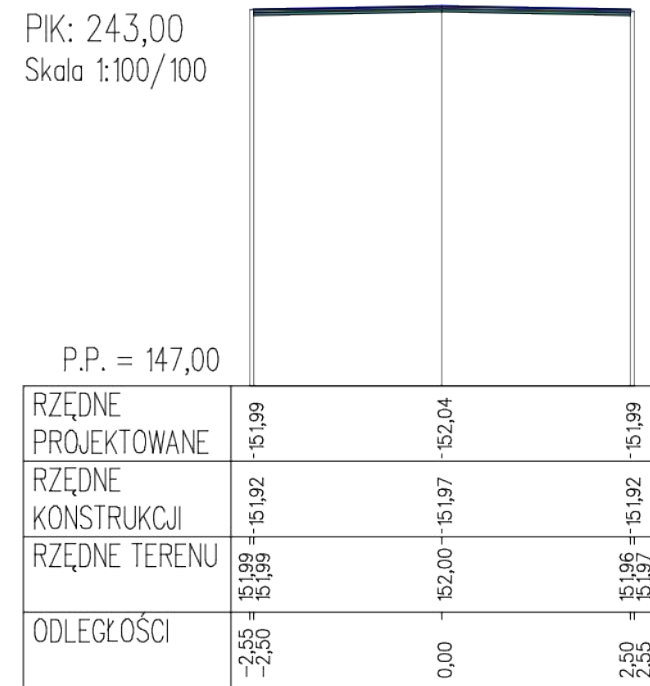 PIK: 243,00
Skala 1:100/100
P.P. = 147,00
RZĘDNE
PROJEKTOWANE
151,99
152,04
151,99
RZĘDNE
KONSTRUKCJI
151,92
151,97
151,92
RZĘDNE TERENU
151,99
151,99
152,00
151,96
151,97
ODLEGŁOŚCI
-2,55
-2,50
0,00
2,50
2,55